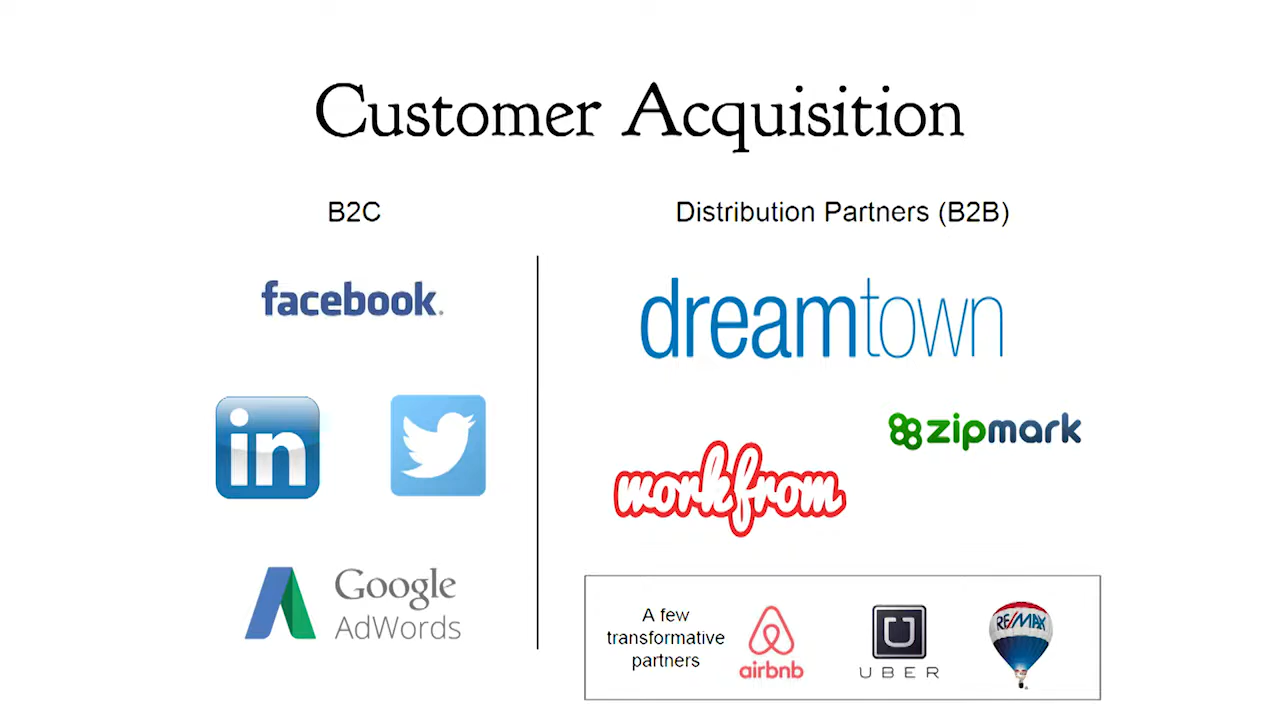 Customer Acquisition
B2C
Distribution Partners (B2B)
facebook.
in
Google
AdWords
dreamtown
zipmark
workfrom
A few
transformative
partners
airbnb
U
UBER
RE/MAX